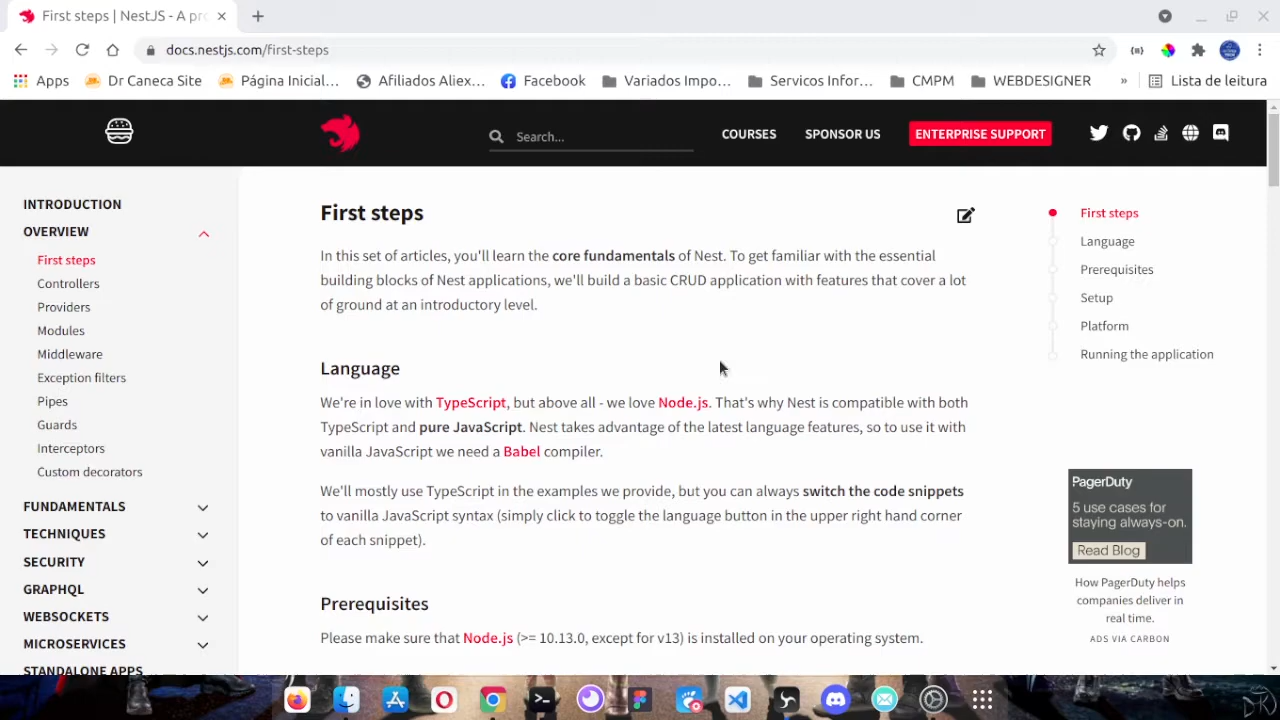 First steps | NestJS - A pro
docs.nestjs.com/first-steps
Apps Dr Caneca Site Página Inicial... Afiliados Aliex... Facebook Variados Impo... Servicos Infor... CMPM WEBDESIGNER » Lista de leitura
Search... COURSES SPONSOR US ENTERPRISE SUPPORT
INTRODUCTION
OVERVIEW
First steps
Controllers
Providers
Modules
Middleware
Exception filters
Pipes
Guards
Interceptors
Custom decorators
FUNDAMENTALS
TECHNIQUES
SECURITY
GRAPHQL
WEBSOCKETS
MICROSERVICES
STANDALONE APPS
First steps
In this set of articles, you'll learn the core fundamentals of Nest. To get familiar with the essential
building blocks of Nest applications, we'll build a basic CRUD application with features that cover a lot
of ground at an introductory level.
Language
We're in love with TypeScript, but above all - we love Node.js. That's why Nest is compatible with both
TypeScript and pure JavaScript. Nest takes advantage of the latest language features, so to use it with
vanilla JavaScript we need a Babel compiler.
We'll mostly use TypeScript in the examples we provide, but you can always switch the code snippets
to vanilla JavaScript syntax (simply click to toggle the language button in the upper right hand corner
of each snippet).
Prerequisites
Please make sure that Node.js (>= 10.13.0, except for v13) is installed on your operating system.
First steps
Language
Prerequisites
Setup
Platform
Running the application
PagerDuty
5 use cases for
staying always-on.
Read Blog
How PagerDuty helps
companies deliver in
real time.
ADS VIA CARBON